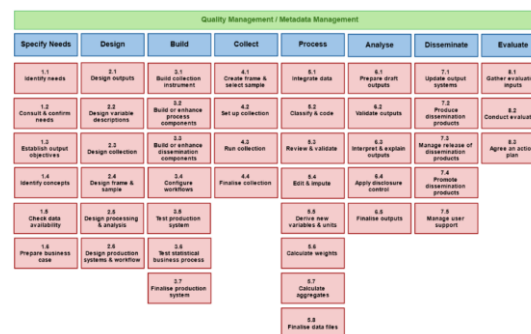 Quality Management / Metadata Management
Specify Needs
Design
Build
Collect
Process
Analyse
Disseminate
Evaluate
1.1
Identify needs
1.2
Consult & confirm
needs
1.3
Establish output
objectives
1.4
Identify concepts
1.5
Check data
availability
1.6
Prepare business
case
2.1
Design outputs
2.2
Design variable
descriptions
2.3
Design collection
2.4
Design frame &
sample
2.5
Design processing
& analysis
2.6
Design production
systems & workflow
3.1
Build collection
instrument
3.2
Build or enhance
process
components
3.3
Build or enhance
dissemination
components
3.4
Configure
workflows
3.5
Test production
system
3.6
Test statistical
business process
3.7
Finalise production
system
4.1
Create frame &
select sample
4.2
Set up collection
4.3
Run collection
4.4
Finalise collection
5.1
Integrate data
5.2
Classify & code
5.3
Review & validate
5.4
Edit & impute
5.5
Derive new
variables & units
5.6
Calculate weights
5.7
Calculate
aggregates
5.8
Finalise data files
6.1
Prepare draft
outputs
6.2
Validate outputs
6.3
Interpret & explain
outputs
6.4
Apply disclosure
control
6.5
Finalise outputs
7.1
Update output
systems
7.2
Produce
dissemination
products
7.3
Manage release of
dissemination
products
7.4
Promote
dissemination
products
7.5
Manage user
support
8.1
Gather evaluation
inputs
8.2
Conduct evaluation
8.3
Agree an action
plan